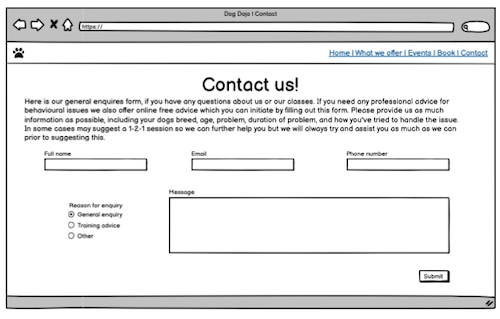 Dog Dojo | Contact
https://
Home | What we offer | Events | Book | Contact
Contact us!
Here is our general enquires form, if you have any questions about us or our classes. If you need any professional advice for
behavioural issues we also offer online free advice which you can initiate by filling out this form. Please provide us as much
information as possible, including your dogs breed, age, problem, duration of problem, and how you've tried to handle the issue.
In some cases may suggest a 1-2-1 session so we can further help you but we will always try and assist you as much as we can
prior to suggesting this.
Full name
Email
Phone number
Reason for enquiry
General enquiry
Training advice
Other
Message
Submit